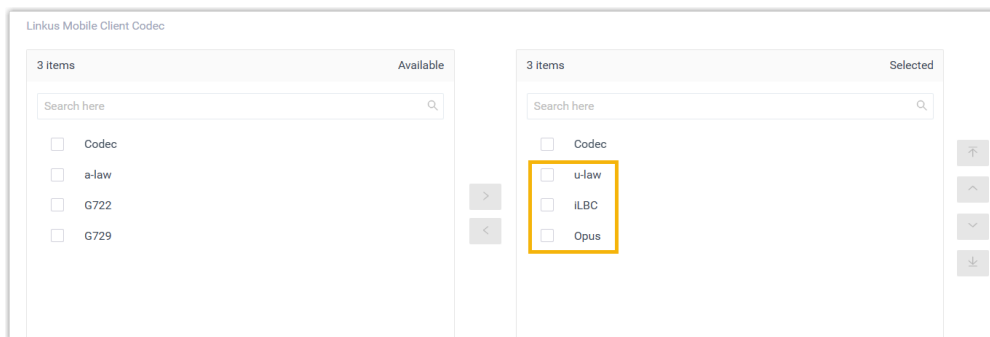 Linkus Mobile Client Codec
3 items Available
Search here
Codec
a-law
G722
G729
3 items Selected
Search here
Codec
u-law
iLBC
Opus